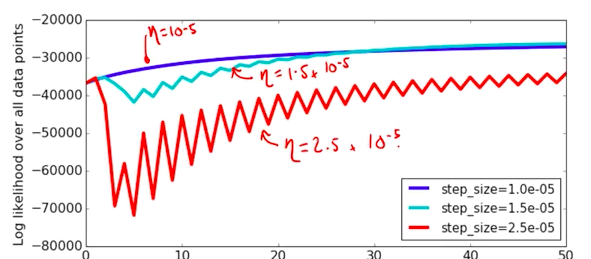 −20000
η=10-5
−30000
η=1.5 * 10-5
−40000
−50000
η=2.5 * 10-5
−60000
−70000
−80000
Log likelihood over all data points
step_size=1.0e-05
step_size=1.5e-05
step_size=2.5e-05
0
10
20
30
40
50